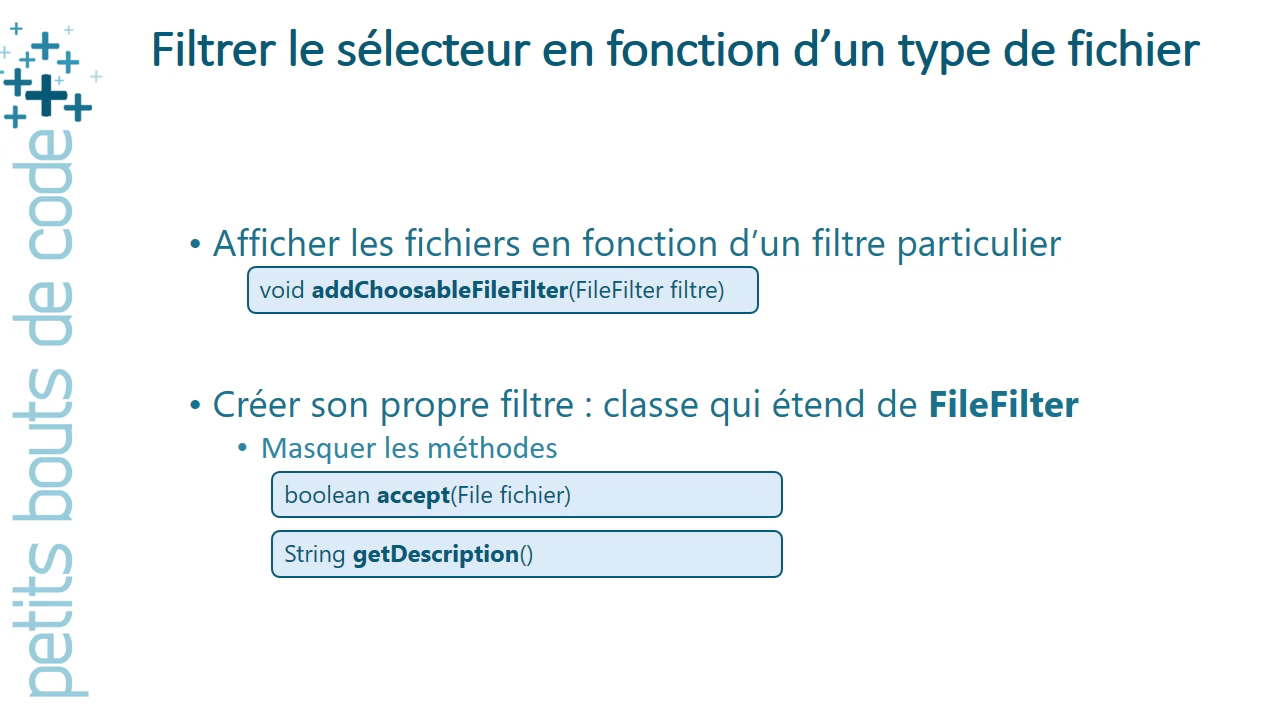 Filtrer le sélecteur en fonction d’un type de fichier
• Afficher les fichiers en fonction d’un filtre particulier
void addChoosableFileFilter(FileFilter filtre)
• Créer son propre filtre : classe qui étend de FileFilter
• Masquer les méthodes
boolean accept(File fichier)
String getDescription()
petits bouts de code